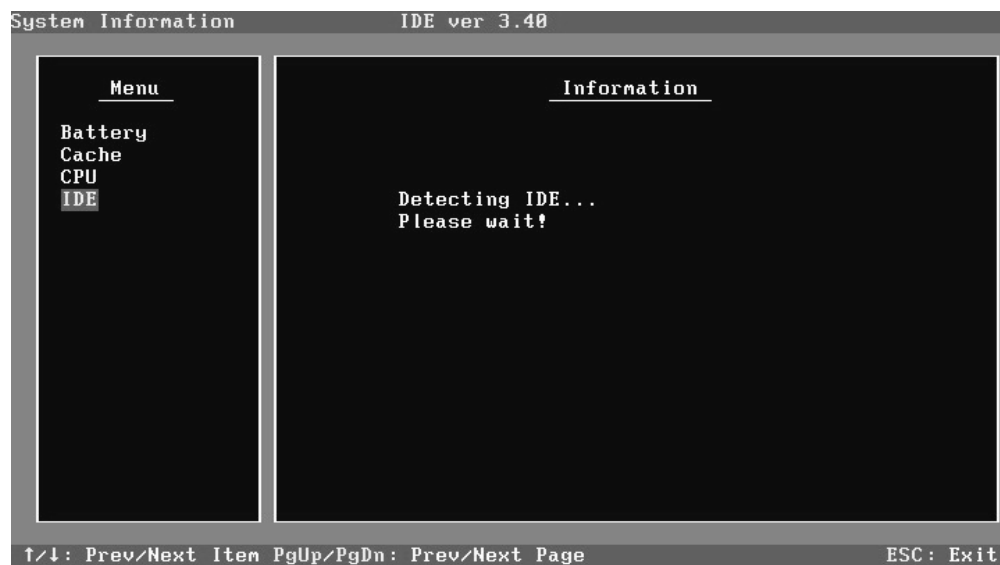 System Information IDE ver 3.40
Menu
Information
Battery
Cache
CPU
IDE
Detecting IDE...
Please wait!
↑/↓: Prev/Next Item PgUp/PgDn: Prev/Next Page ESC: Exit